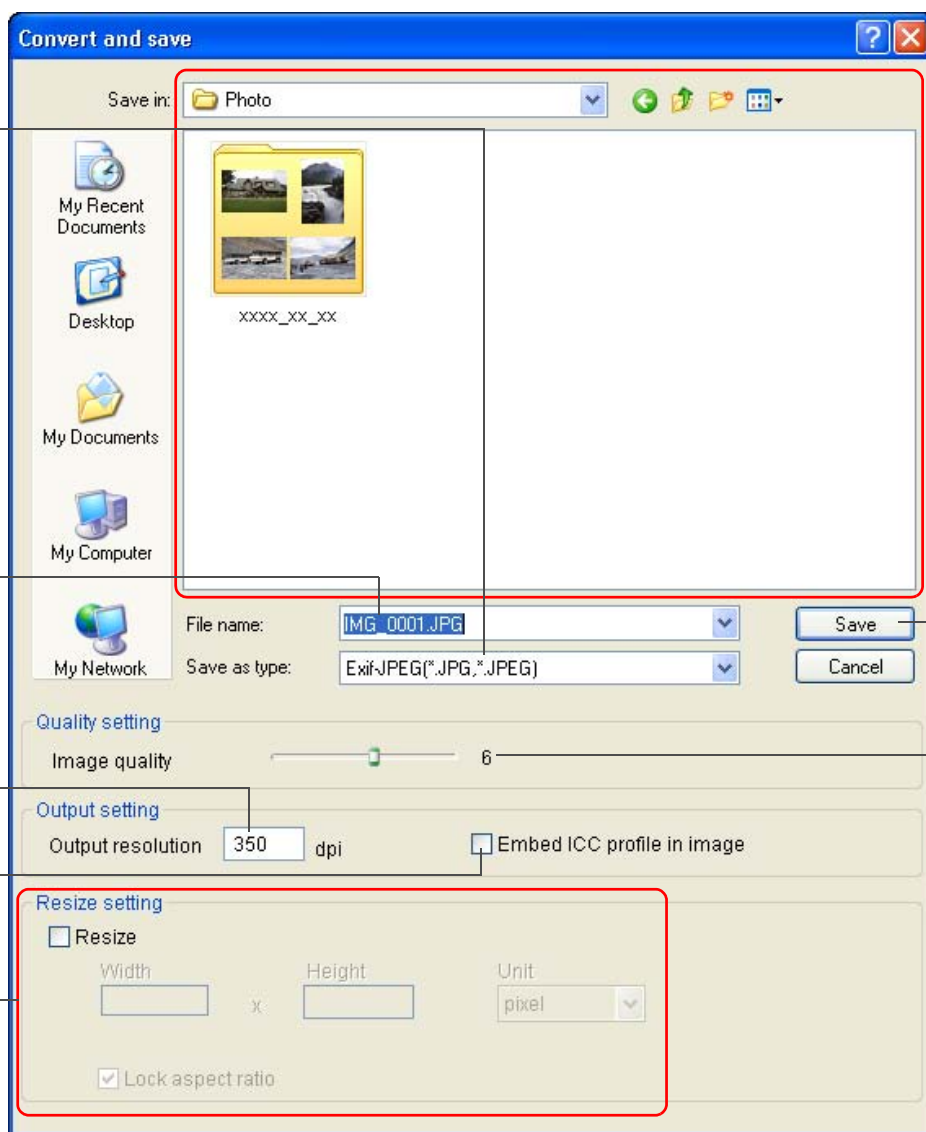 Convert and save
Save in: Photo
My Recent
Documents
Desktop
My Documents
My Computer
My Network
xxxx_xx_xx
File name: IMG_0001.JPG Save
Save as type: Exif-JPEG(*.JPG,*.JPEG) Cancel
Quality setting
Image quality 6
Output setting
Output resolution 350 dpi Embed ICC profile in image
Resize setting
Resize
Width Height Unit
x pixel
Lock aspect ratio